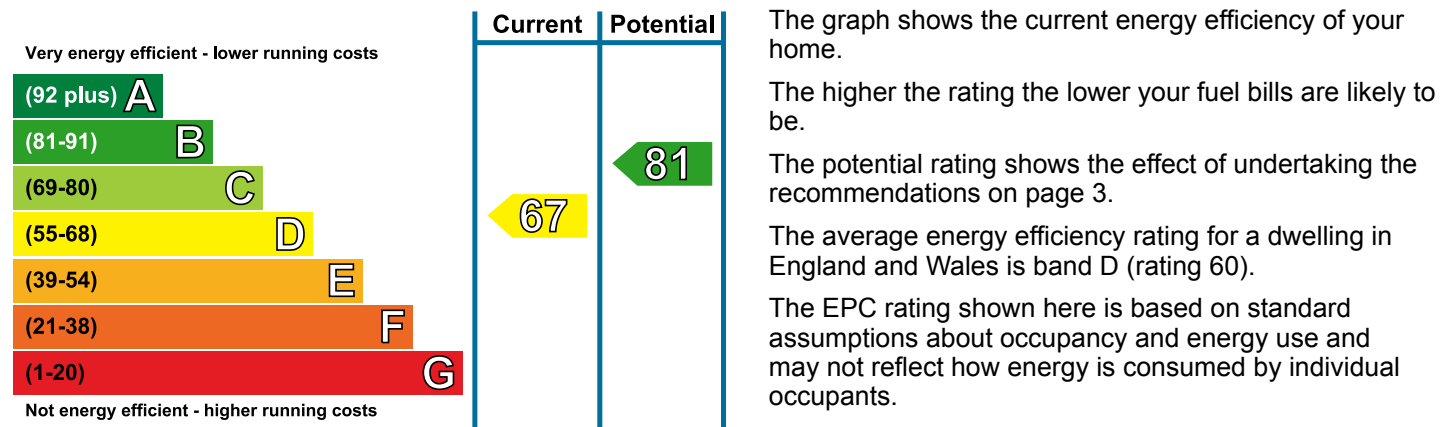 Current Potential
Very energy efficient - lower running costs
(92 plus) A
(81-91) B
81
(69-80) C
67
(55-68) D
(39-54) E
(21-38) F
(1-20) G
Not energy efficient - higher running costs
The graph shows the current energy efficiency of your
home.
The higher the rating the lower your fuel bills are likely to
be.
The potential rating shows the effect of undertaking the
recommendations on page 3.
The average energy efficiency rating for a dwelling in
England and Wales is band D (rating 60).
The EPC rating shown here is based on standard
assumptions about occupancy and energy use and
may not reflect how energy is consumed by individual
occupants.